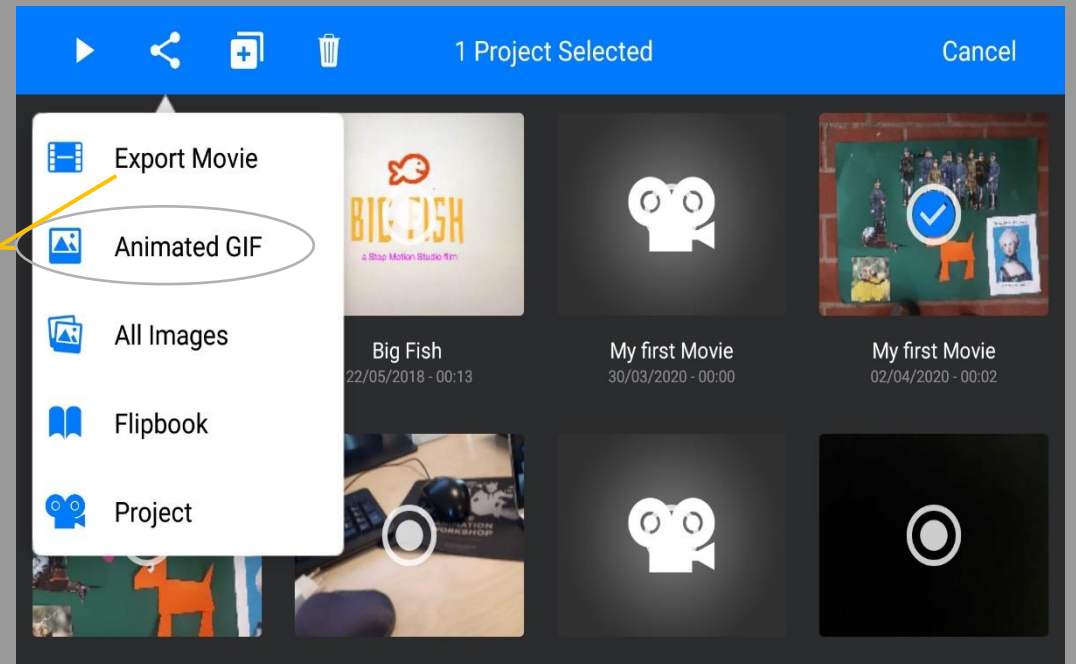 1 Project Selected
Cancel
Export Movie
Animated GIF
All Images
Flipbook
Project
BIG FISH
a Stop Motion Studio film
Big Fish
22/05/2018 - 00:13
My first Movie
30/03/2020 - 00:00
My first Movie
02/04/2020 - 00:02
ANIMATION
WORKSHOP